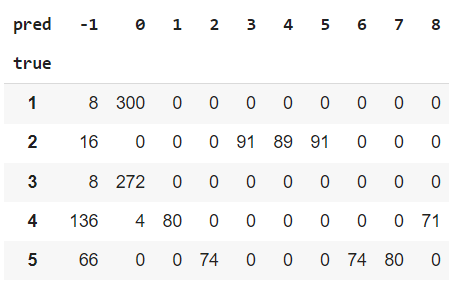 pred -1 0 1 2 3 4 5 6 7 8
true
1 8 300 0 0 0 0 0 0 0 0
2 16 0 0 0 91 89 91 0 0 0
3 8 272 0 0 0 0 0 0 0 0
4 136 4 80 0 0 0 0 0 0 71
5 66 0 0 74 0 0 0 74 80 0